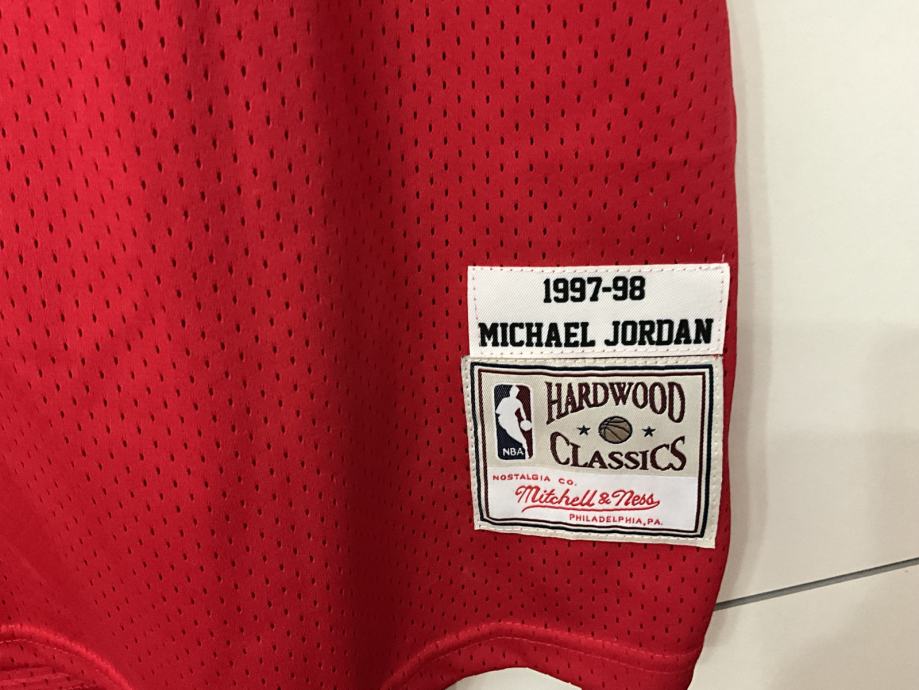 1997-98
MICHAEL JORDAN
HARDWOOD
NBA
CLASSICS
NOSTALGIA CO.
Mitchell & Ness
PHILADELPHIA, PA.